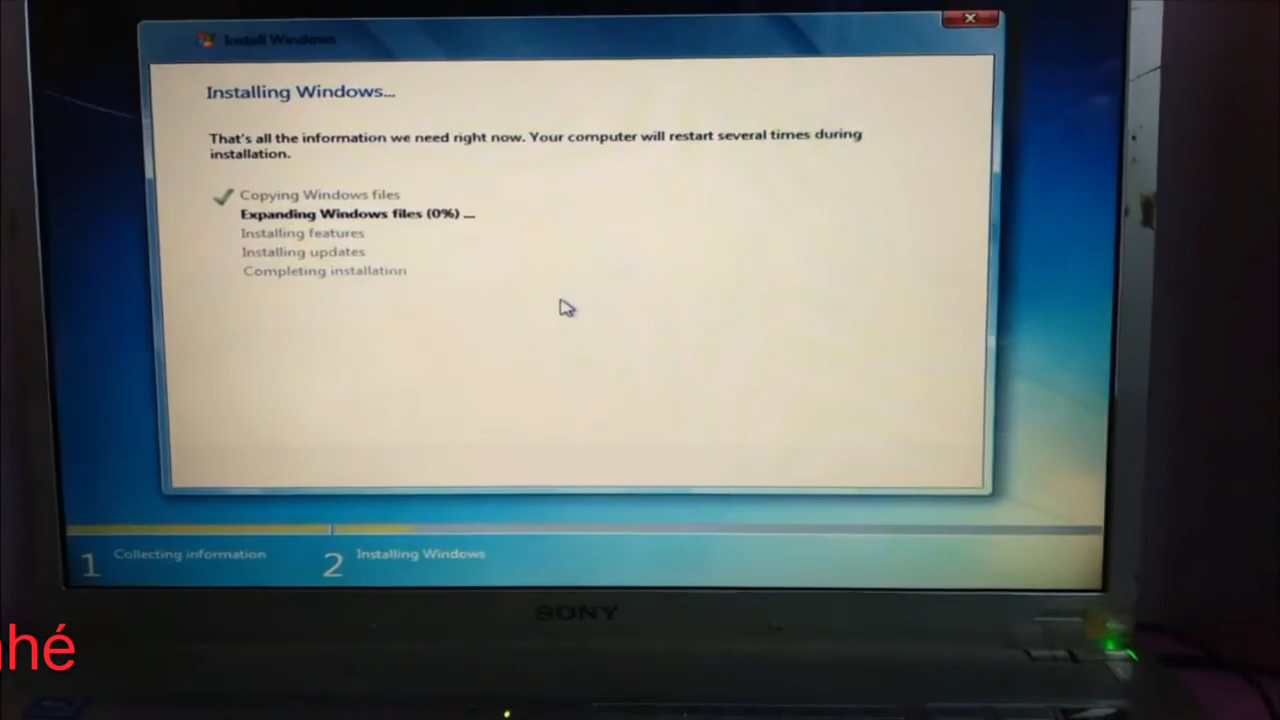 Install Windows
Installing Windows...
That's all the information we need right now. Your computer will restart several times during
installation.
Copying Windows files
Expanding Windows files (0%) ...
Installing features
Installing updates
Completing installation
1 Collecting information
2 Installing Windows
SONY
hé